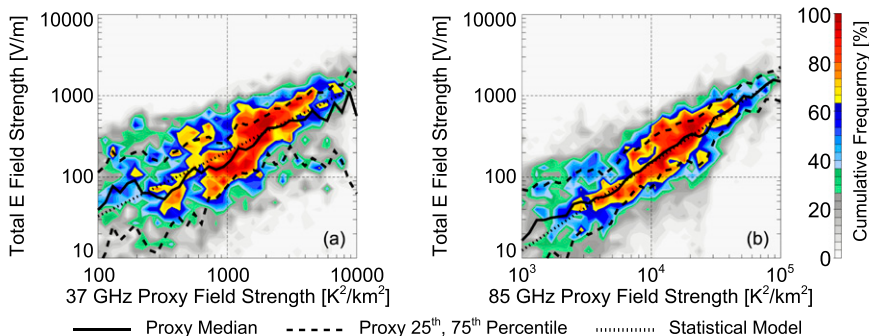 10000
1000
100
10
Total E Field Strength [V/m]
(a)
100
1000
10000
37 GHz Proxy Field Strength [K²/km²]
10000
1000
100
10
Total E Field Strength [V/m]
(b)
10³
10⁴
10⁵
85 GHz Proxy Field Strength [K²/km²]
100
80
60
40
20
0
Cumulative Frequerncy [%]
Proxy Median
Proxy 25th, 75th Percentile
Statistical Model